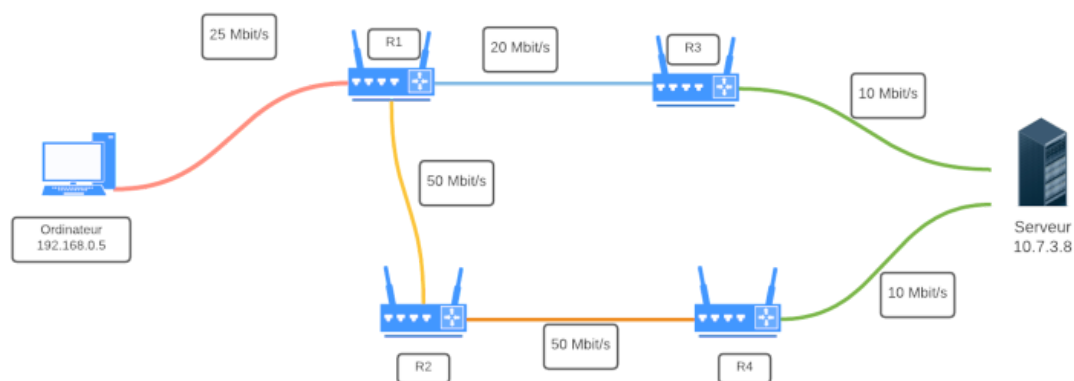 25 Mbit/s
R1
20 Mbit/s
R3
10 Mbit/s
50 Mbit/s
Ordinateur
192.168.0.5
Serveur
10.7.3.8
10 Mbit/s
50 Mbit/s
R2
R4